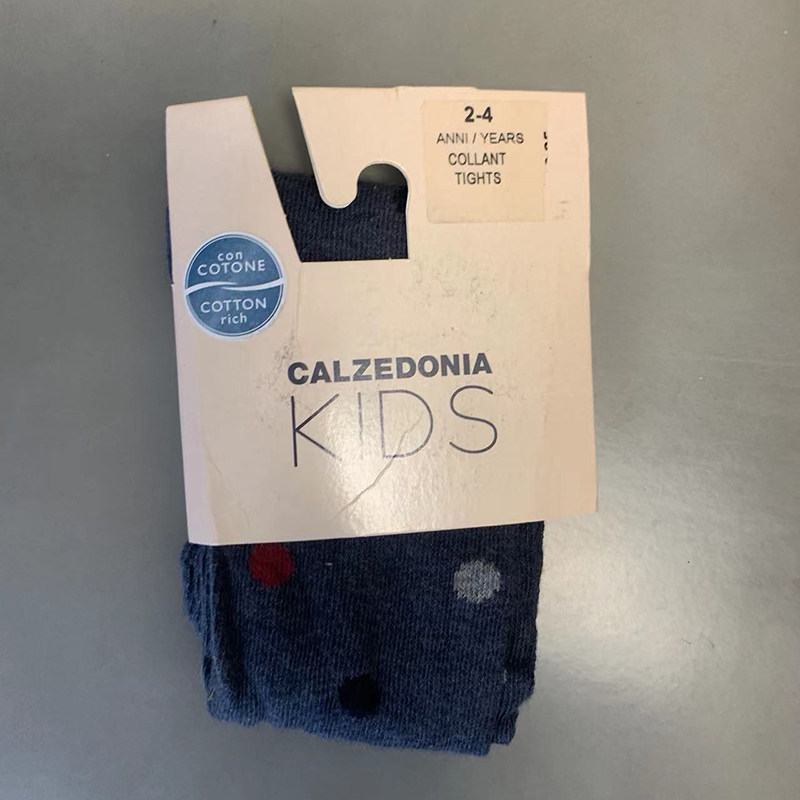 2-4
ANNI / YEARS
COLLANT
TIGHTS
con
COTONE
COTTON
rich
CALZEDONIA
KIDS